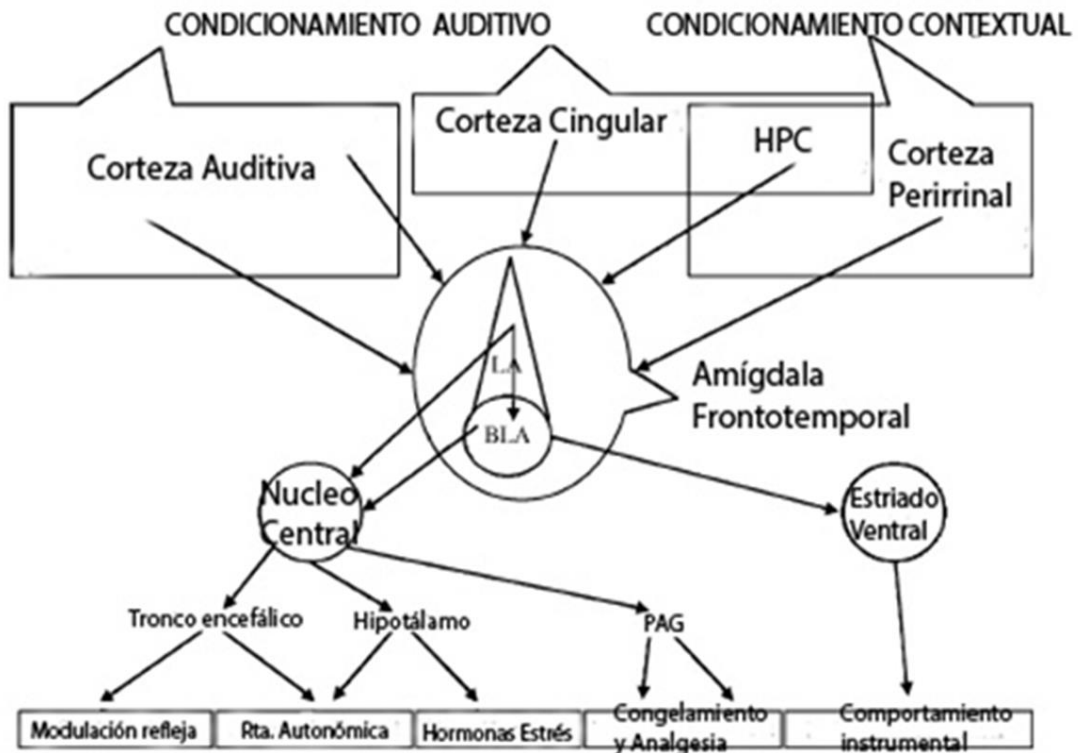 CONDICIONAMIENTO AUDITIVO
CONDICIONAMIENTO CONTEXTUAL
Corteza Auditiva
Corteza Cingular
HPC
Corteza
Perirrinal
LA
BLA
Amígdala
Frontotemporal
Nucleo
Central
Estriado
Ventral
Tronco encefálico
Hipotálamo
PAG
Modulación refleja
Rta. Autonómica
Hormonas Estrés
Congelamiento
y Analgesia
Comportamiento
instrumental